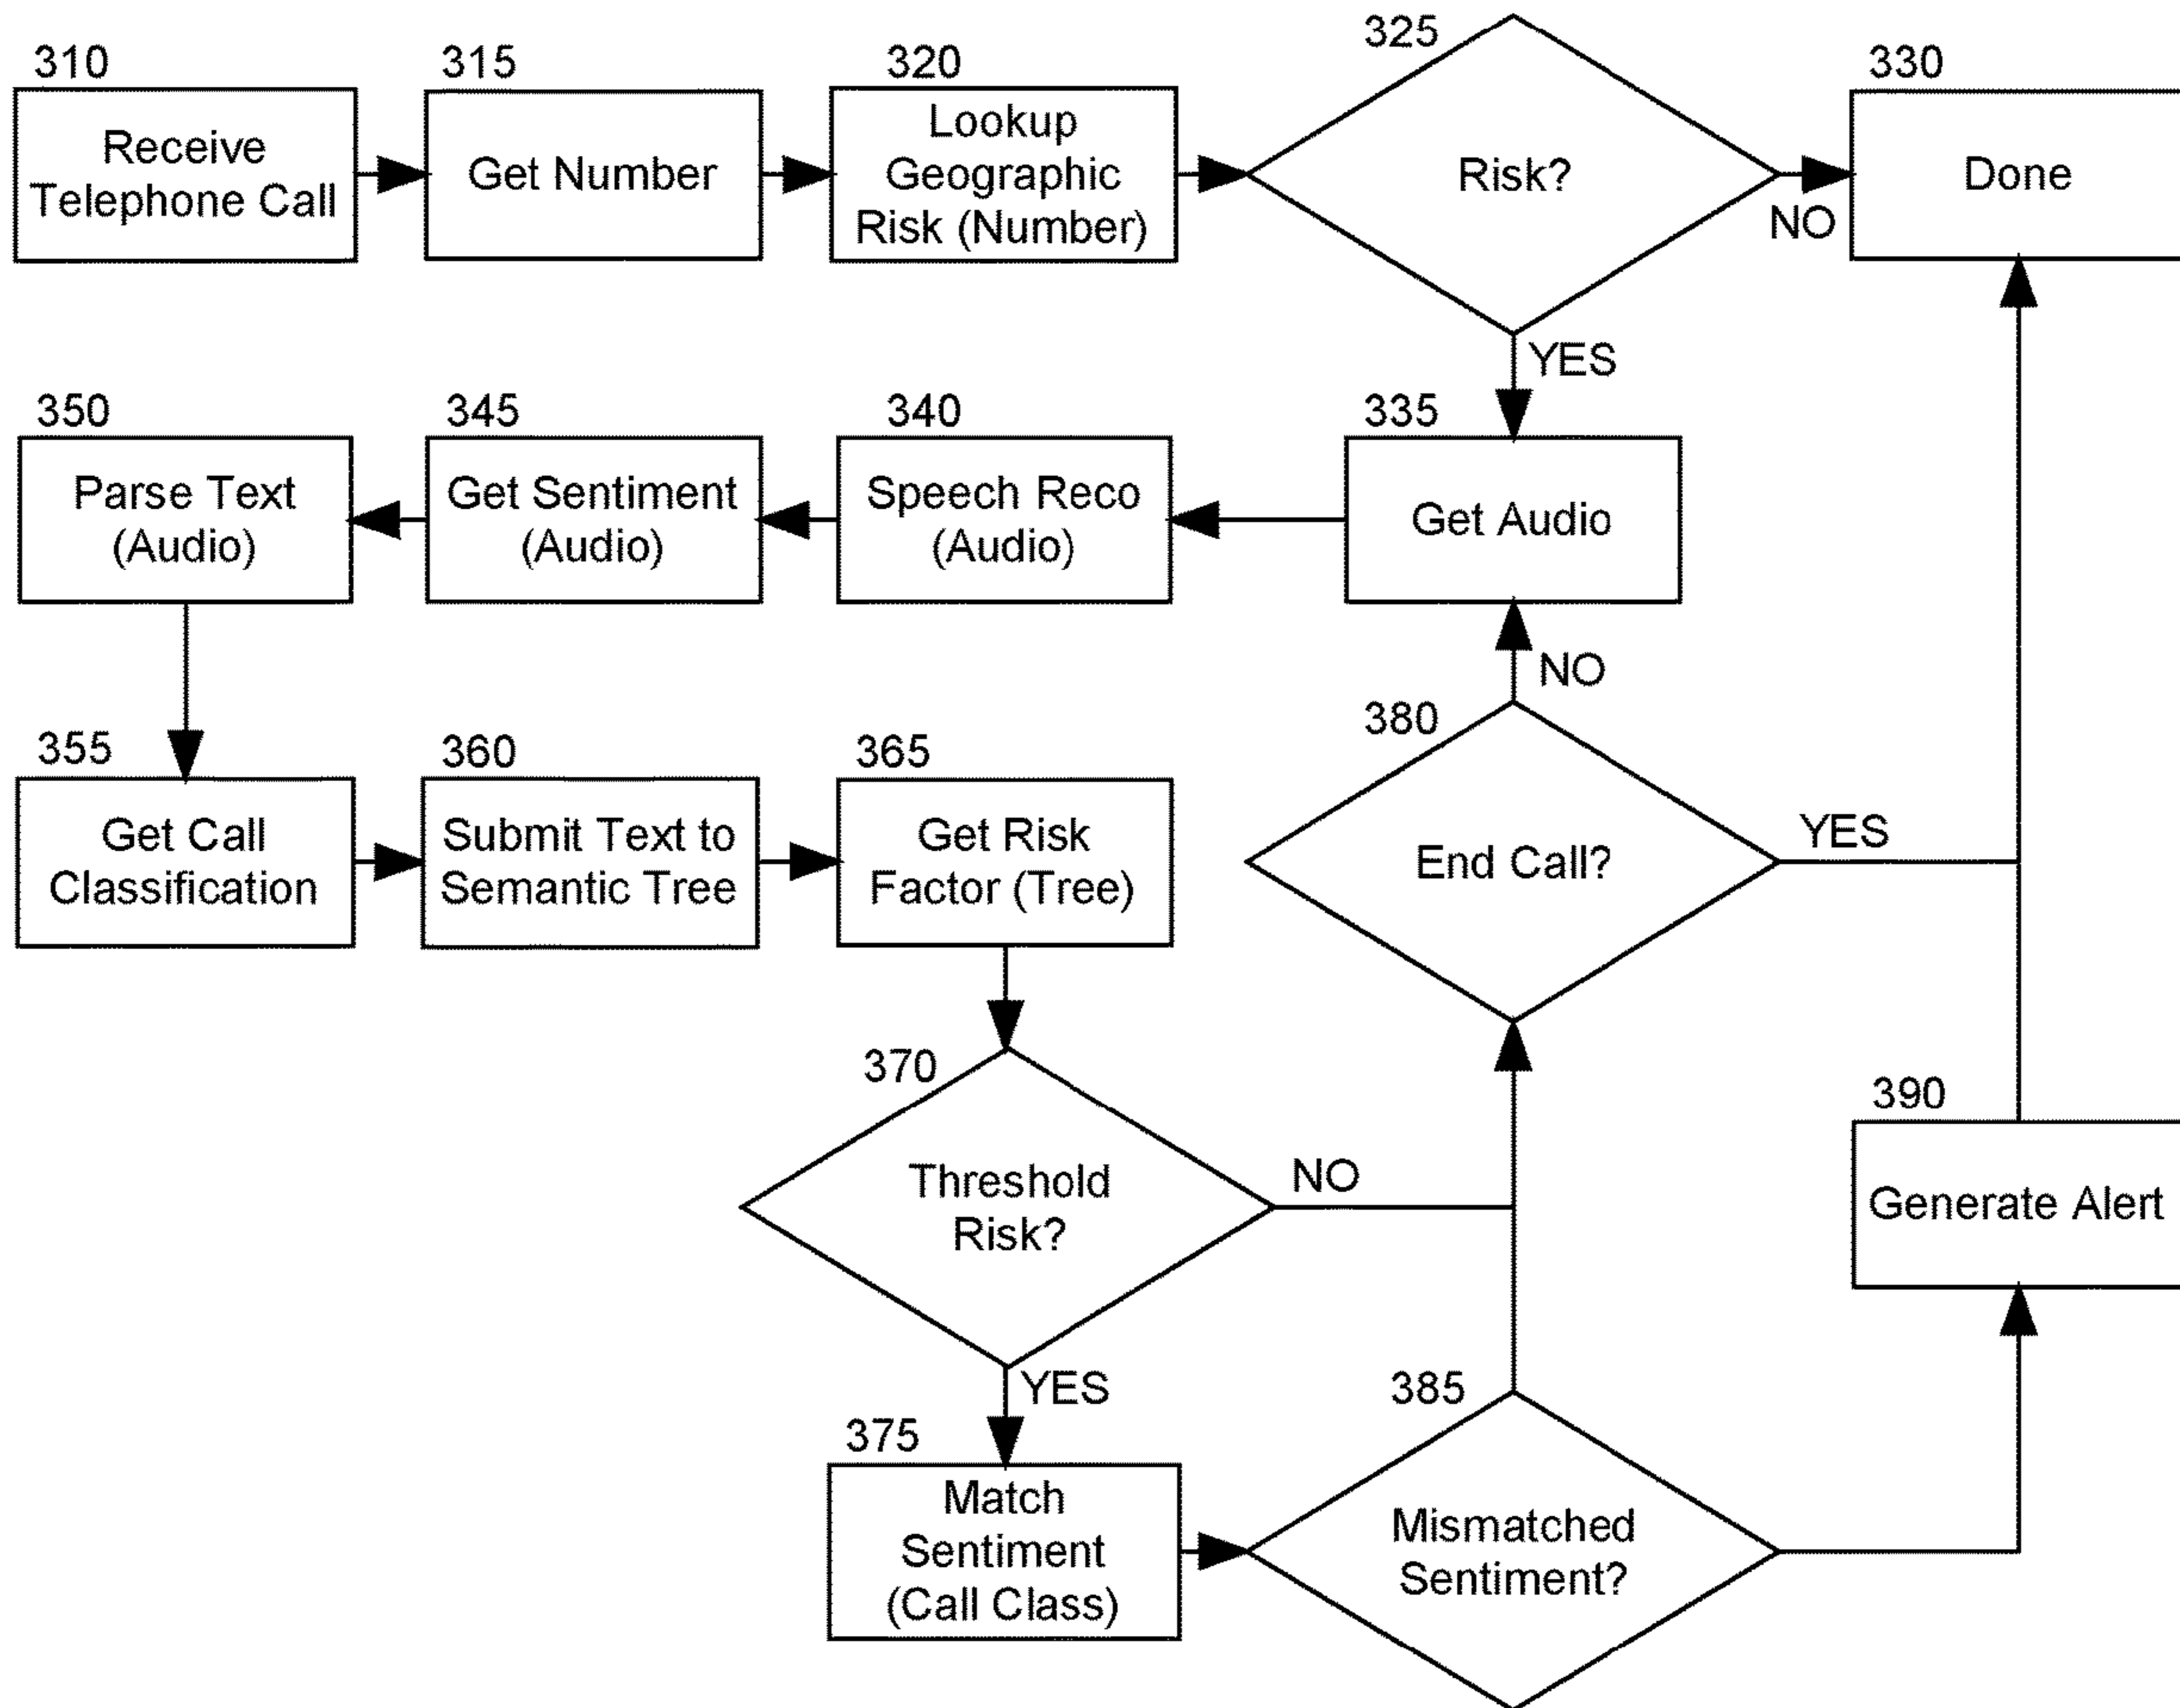 310
Receive
Telephone Call
315
Get Number
320
Lookup
Geographic
Risk (Number)
325
Risk?
NO
YES
330
Done
335
Get Audio
340
Speech Reco
(Audio)
345
Get Sentiment
(Audio)
350
Parse Text
(Audio)
355
Get Call
Classification
360
Submit Text to
Semantic Tree
365
Get Risk
Factor (Tree)
370
Threshold
Risk?
NO
YES
375
Match
Sentiment
(Call Class)
380
End Call?
NO
YES
385
Mismatched
Sentiment?
390
Generate Alert